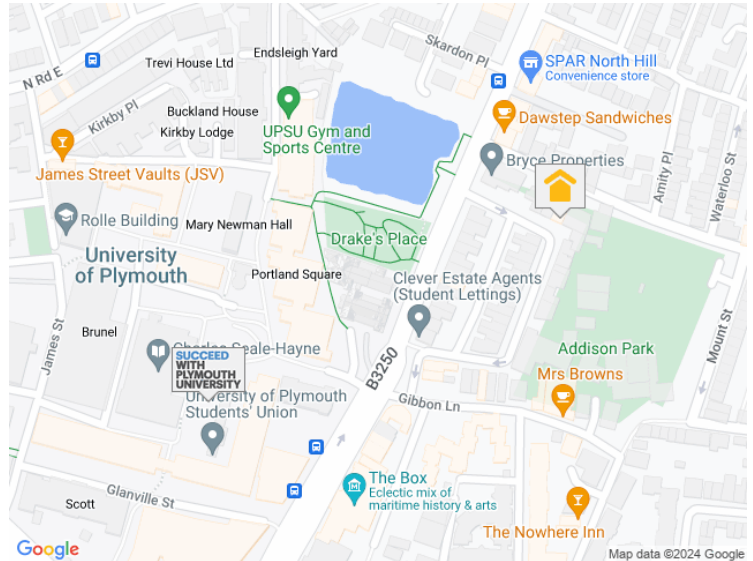 Endsleigh Yard
N Rd E
Trevi House Ltd
Skardon Pl
SPAR North Hill
Convenience store
Buckland House
Kirkby Pl
Kirkby Lodge
UPSU Gym and
Sports Centre
Dawstep Sandwiches
Bryce Properties
James Street Vaults (JSV)
Amity Pl
Waterloo St
Rolle Building
Mary Newman Hall
Drake's Place
University
of Plymouth
Portland Square
Clever Estate Agents
(Student Lettings)
Brunel
James St
Charles Seale-Hayne
SUCCEED
WITH
PLYMOUTH
UNIVERSITY
B3250
Addison Park
Mount St
Mrs Browns
University of Plymouth
Students' Union
Gibbon Ln
The Box
Eclectic mix of
maritime history & arts
Scott
Glanville St
The Nowhere Inn
Google
Map data ©2024 Google